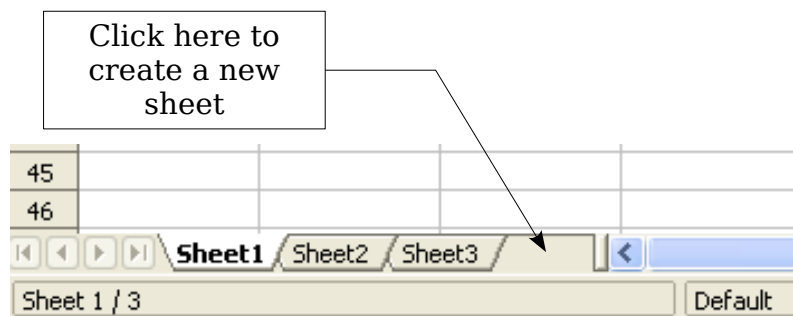 Click here to
create a new
sheet
45
46
Sheet1 Sheet2 Sheet3
Sheet 1 / 3 Default